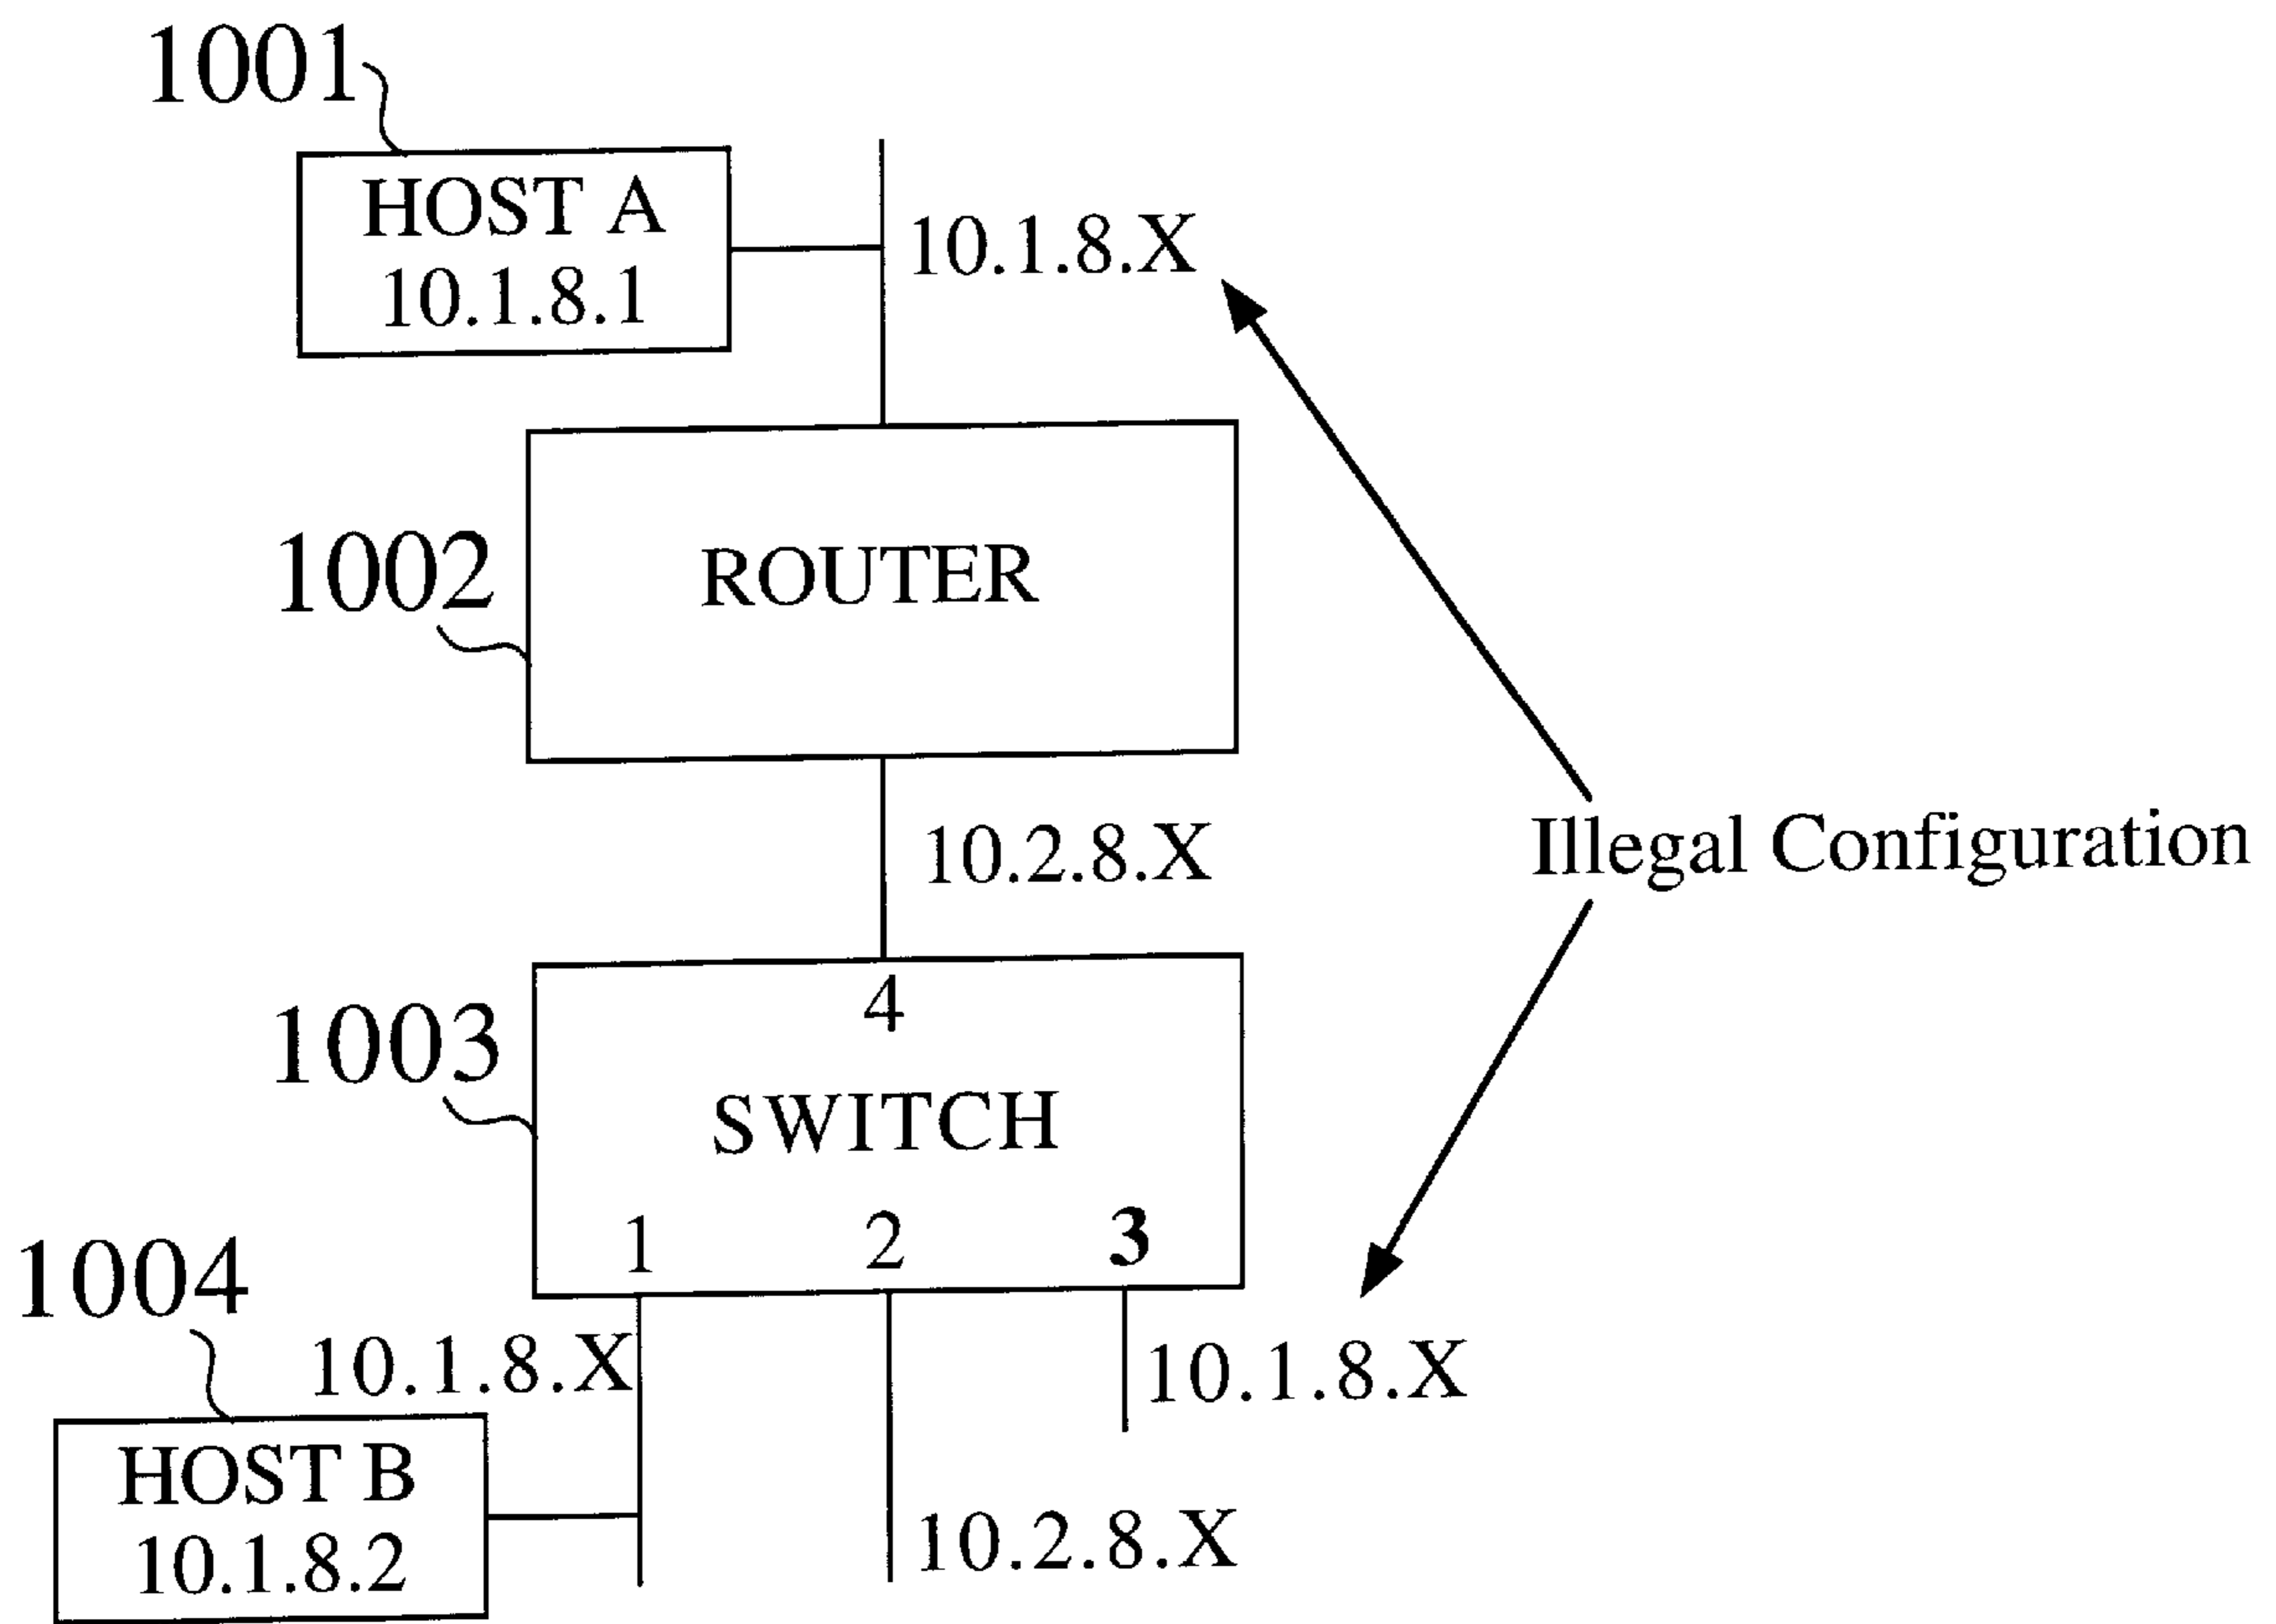 1001
HOST A
10.1.8.1
10.1.8.X
1002
ROUTER
10.2.8.X
Illegal Configuration
1003
4
SWITCH
1
2
3
1004
10.1.8.X
10.1.8.X
HOST B
10.1.8.2
10.2.8.X